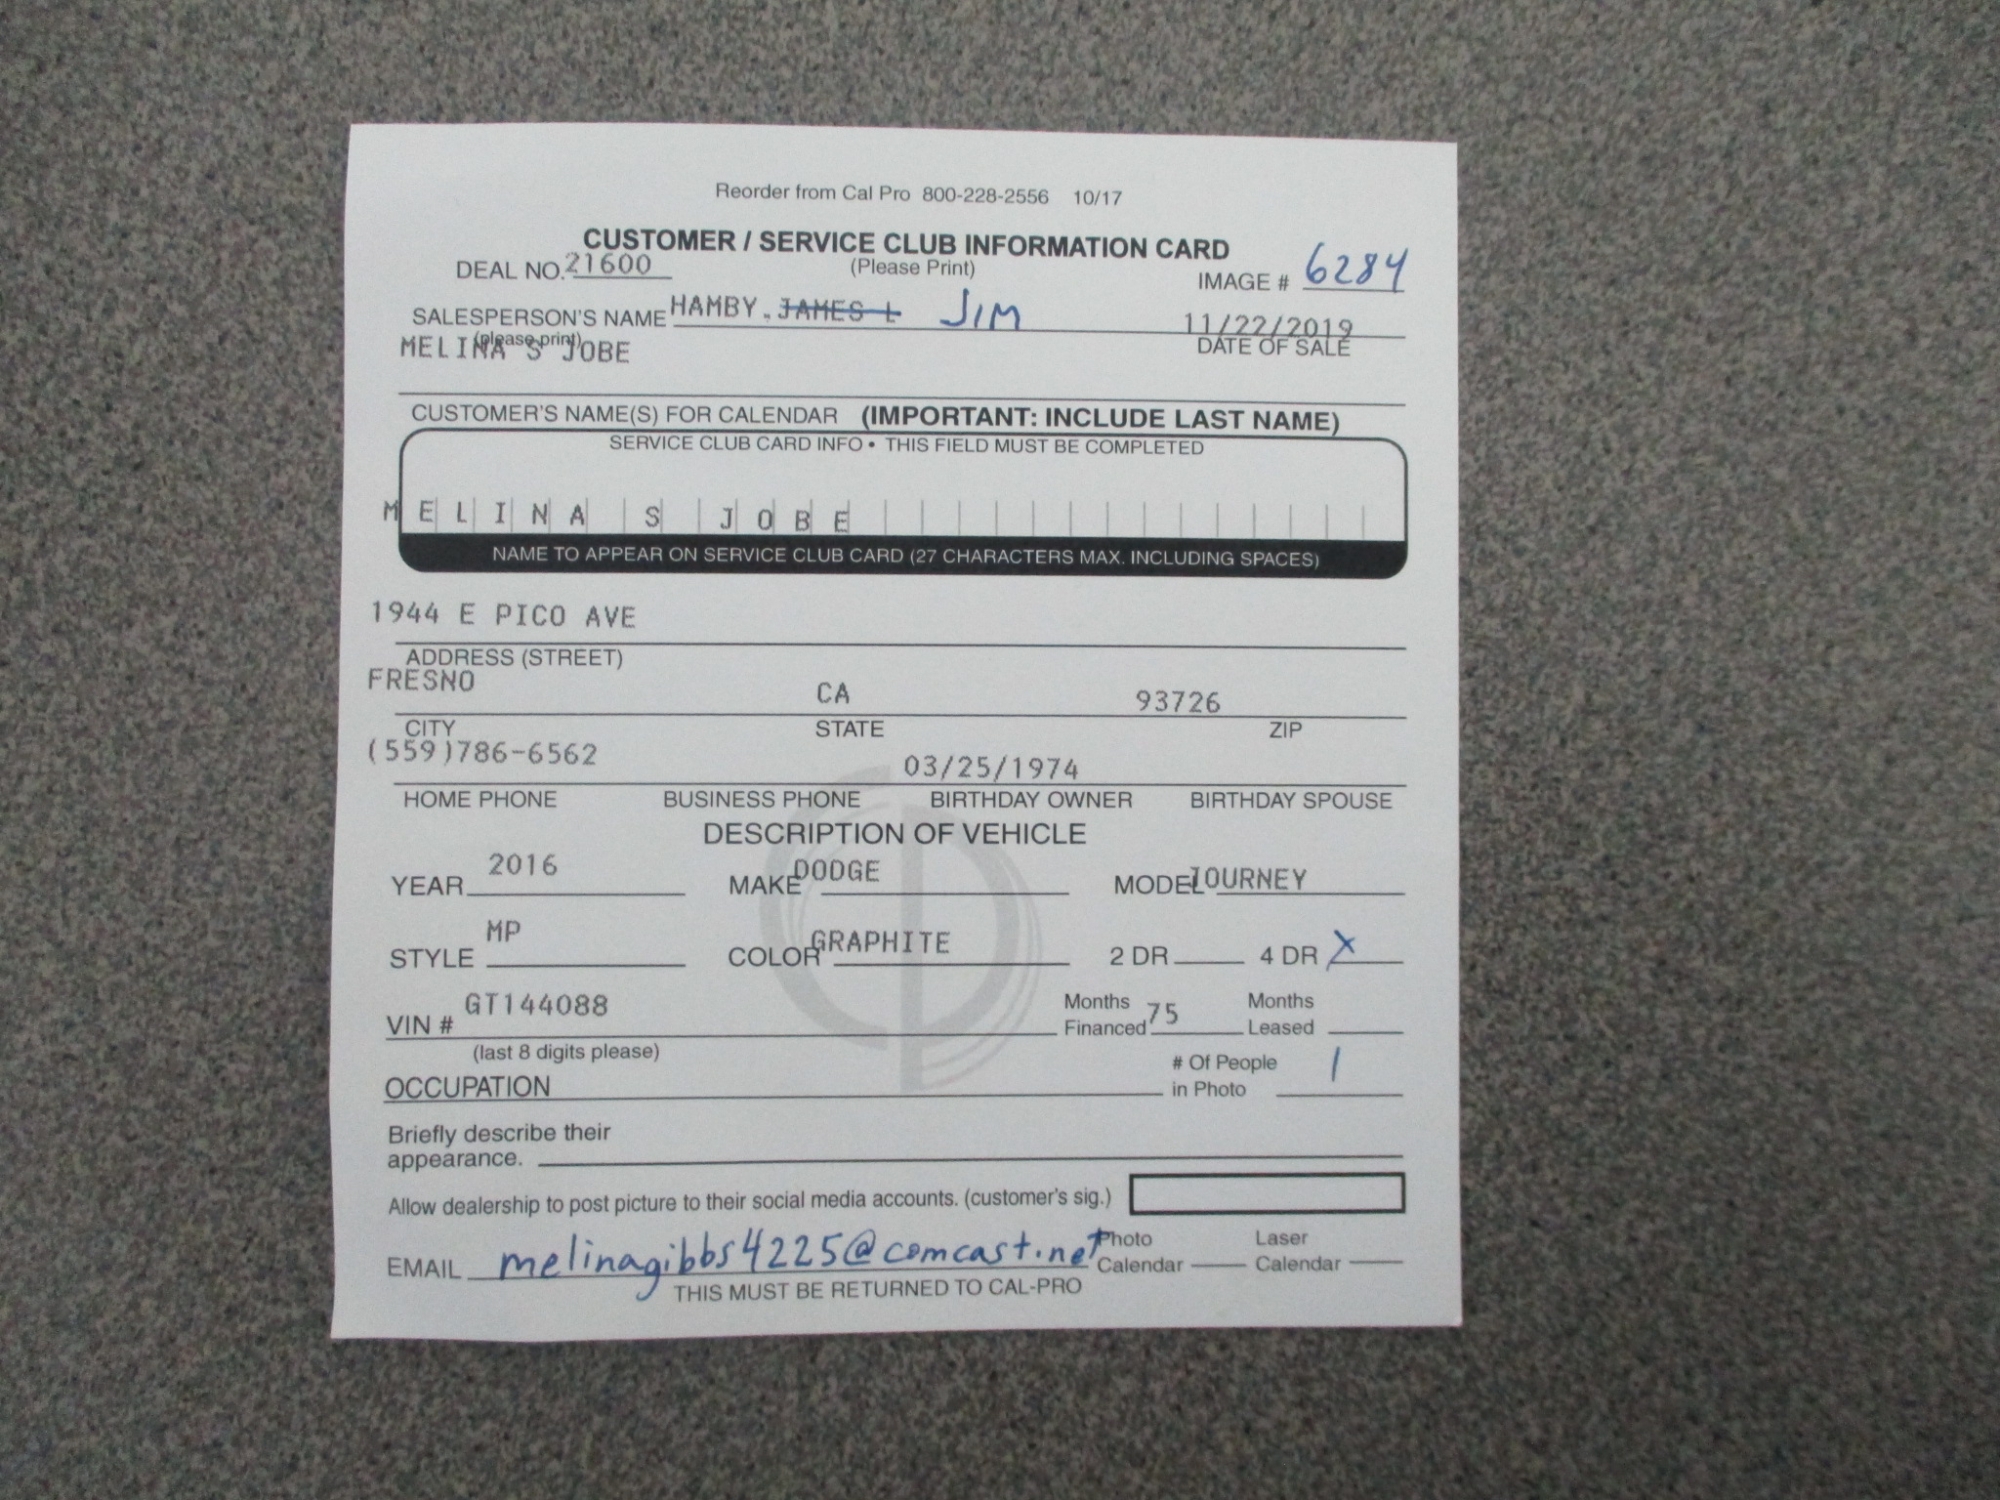 Reorder from Cal Pro 800-228-2556 10/17
CUSTOMER / SERVICE CLUB INFORMATION CARD
DEAL NO. 21600 (Please Print) IMAGE # 6284
SALESPERSON'S NAME HAMBY, JAMES L JIM 11/22/2019
(please print) DATE OF SALE
MELINA S JOBE
CUSTOMER'S NAME(S) FOR CALENDAR (IMPORTANT: INCLUDE LAST NAME)
SERVICE CLUB CARD INFO • THIS FIELD MUST BE COMPLETED
M E L I N A S J O B E
NAME TO APPEAR ON SERVICE CLUB CARD (27 CHARACTERS MAX. INCLUDING SPACES)
1944 E PICO AVE
ADDRESS (STREET)
FRESNO CA 93726
CITY STATE ZIP
(559)786-6562 03/25/1974
HOME PHONE BUSINESS PHONE BIRTHDAY OWNER BIRTHDAY SPOUSE
DESCRIPTION OF VEHICLE
YEAR 2016 MAKE DODGE MODEL JOURNEY
STYLE MP COLOR GRAPHITE 2 DR 4 DR X
VIN # GT144088 Months Financed 75 Months Leased
(last 8 digits please)
OCCUPATION # Of People in Photo 1
Briefly describe their
appearance.
Allow dealership to post picture to their social media accounts. (customer's sig.)
EMAIL melinagibbs4225@comcast.net Photo Calendar Laser Calendar
THIS MUST BE RETURNED TO CAL-PRO